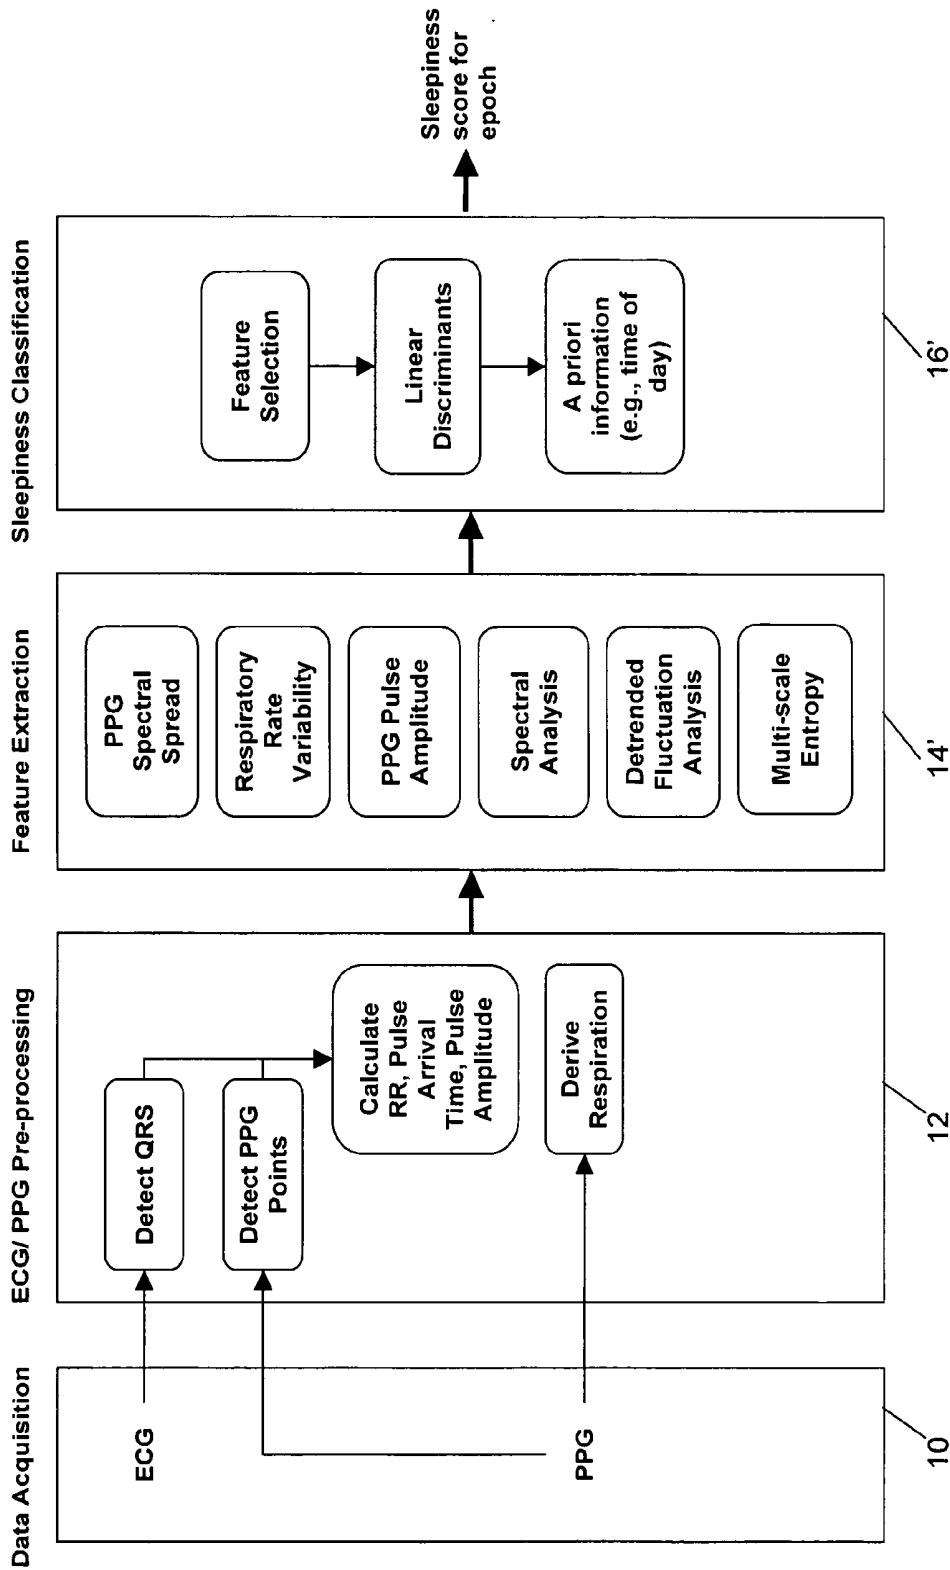 Data Acquisition
ECG
PPG
10
ECG/ PPG Pre-processing
Detect QRS
Detect PPG
Points
Calculate
RR, Pulse
Arrival
Time, Pulse
Amplitude
Derive
Respiration
12
Feature Extraction
PPG
Spectral
Spread
Respiratory
Rate
Variability
PPG Pulse
Amplitude
Spectral
Analysis
Detrended
Fluctuation
Analysis
Multi-scale
Entropy
14'
Sleepiness Classification
Feature
Selection
Linear
Discriminants
A priori
information
(e.g., time of
day)
16'
Sleepiness
score for
epoch